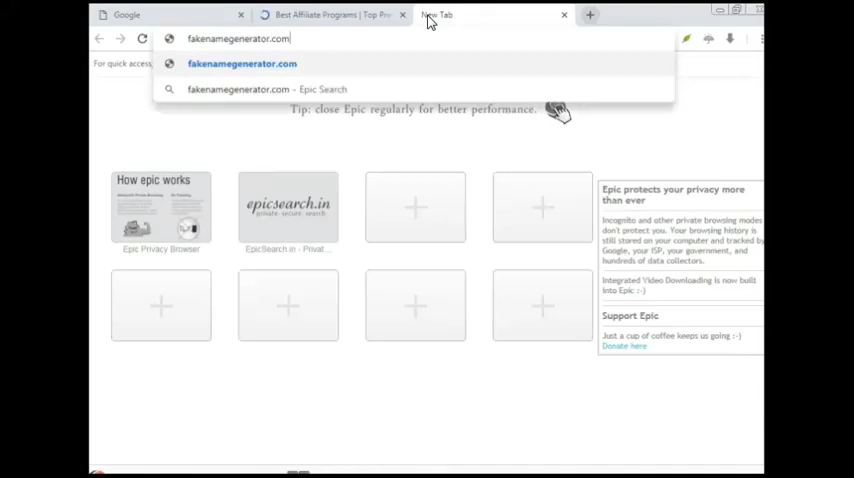 Google
Best Affiliate Programs | Top Pre
New Tab
fakenamegenerator.com
For quick access,
fakenamegenerator.com
fakenamegenerator.com - Epic Search
Tip: close Epic regularly for better performance.
How epic works
epicsearch.in
private. secure. search.
Epic Privacy Browser
EpicSearch.in - Privat...
Epic protects your privacy more
than ever
Incognito and other private browsing modes
don't protect you. Your browsing history is
still stored on your computer and tracked by
Google, your ISP, your government, and
hundreds of data collectors.
Integrated Video Downloading is now built
into Epic :-)
Support Epic
Just a cup of coffee keeps us going :-)
Donate here